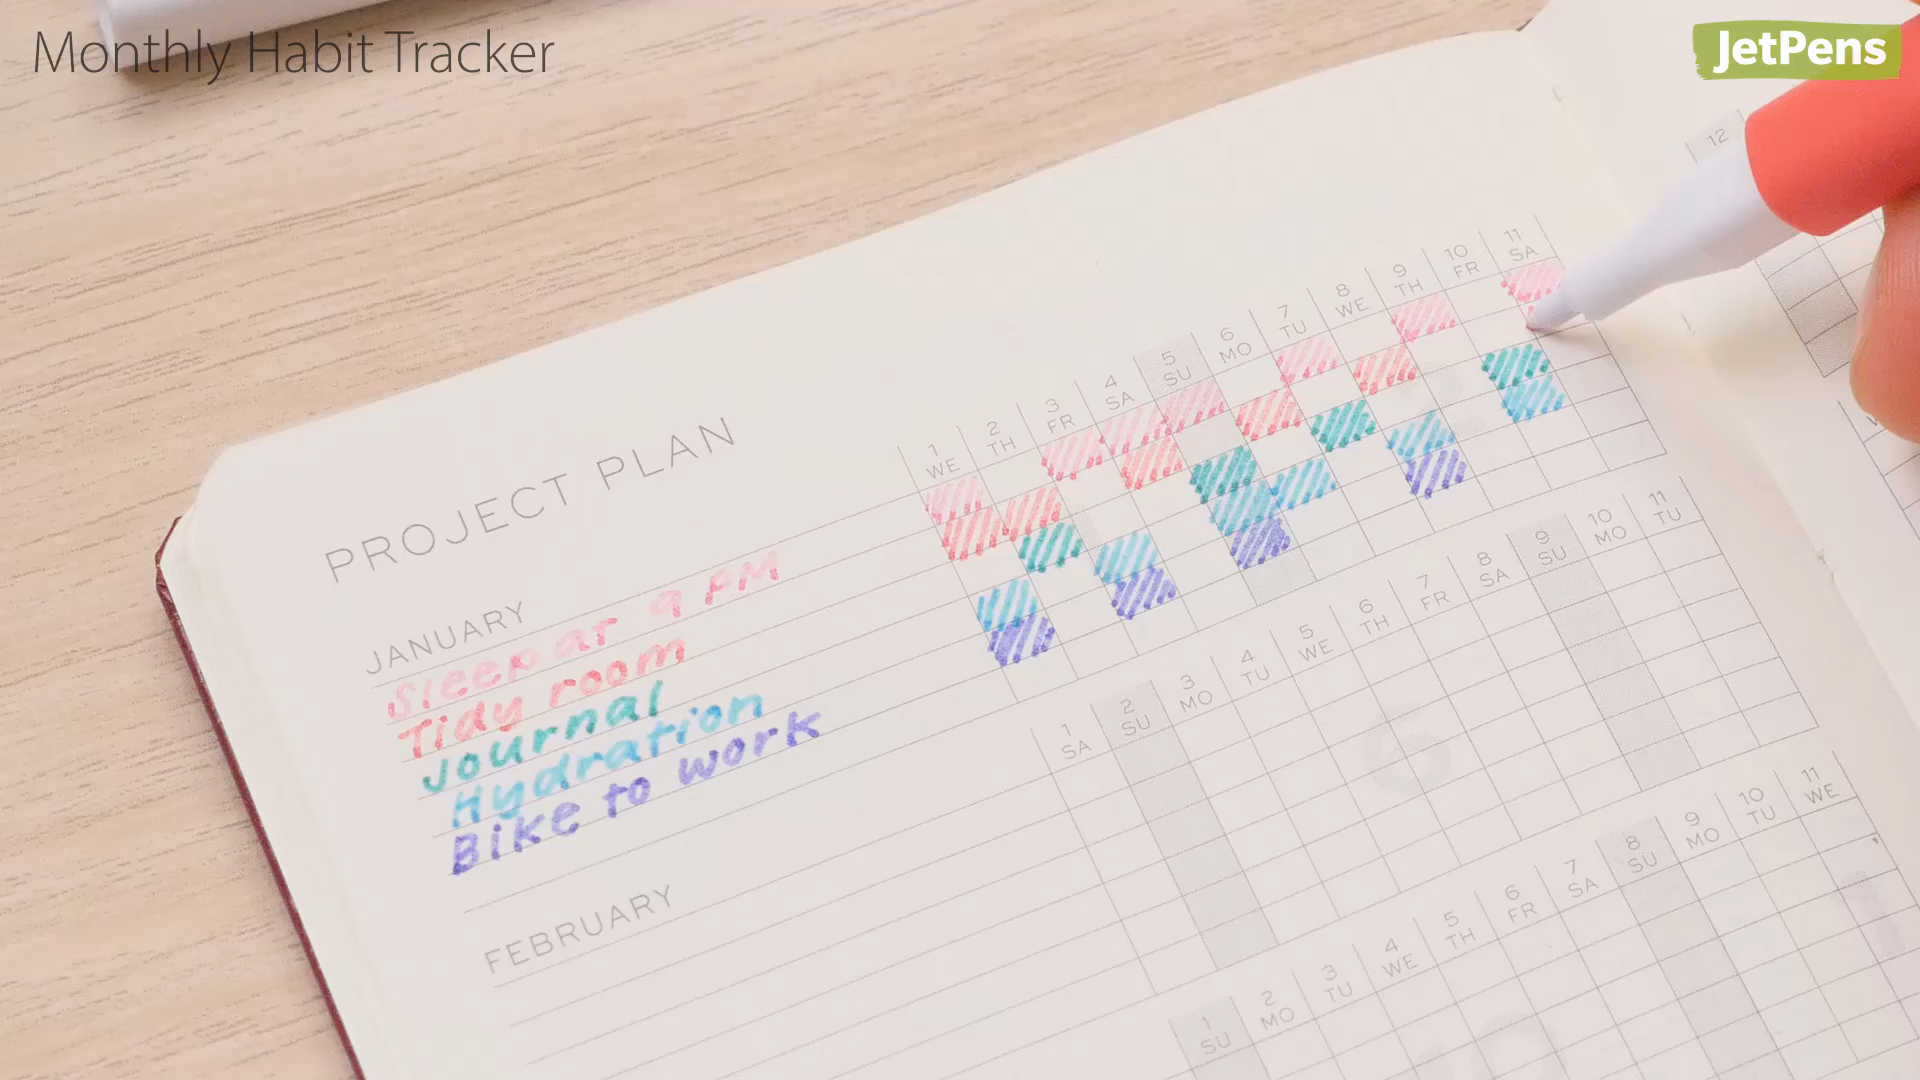 Monthly Habit Tracker
JetPens
12
PROJECT PLAN
JANUARY
1 2 3 4 5 6 7 8 9 10 11
WE TH FR SA SU MO TU WE TH FR SA
Sleep at 9 PM
Tidy room
Journal
Hydration
Bike to work
FEBRUARY
1 2 3 4 5 6 7 8 9 10 11
SA SU MO TU WE TH FR SA SU MO TU
1 2 3 4 5 6 7 8 9 10 11
SU MO TU WE TH FR SA SU MO TU WE